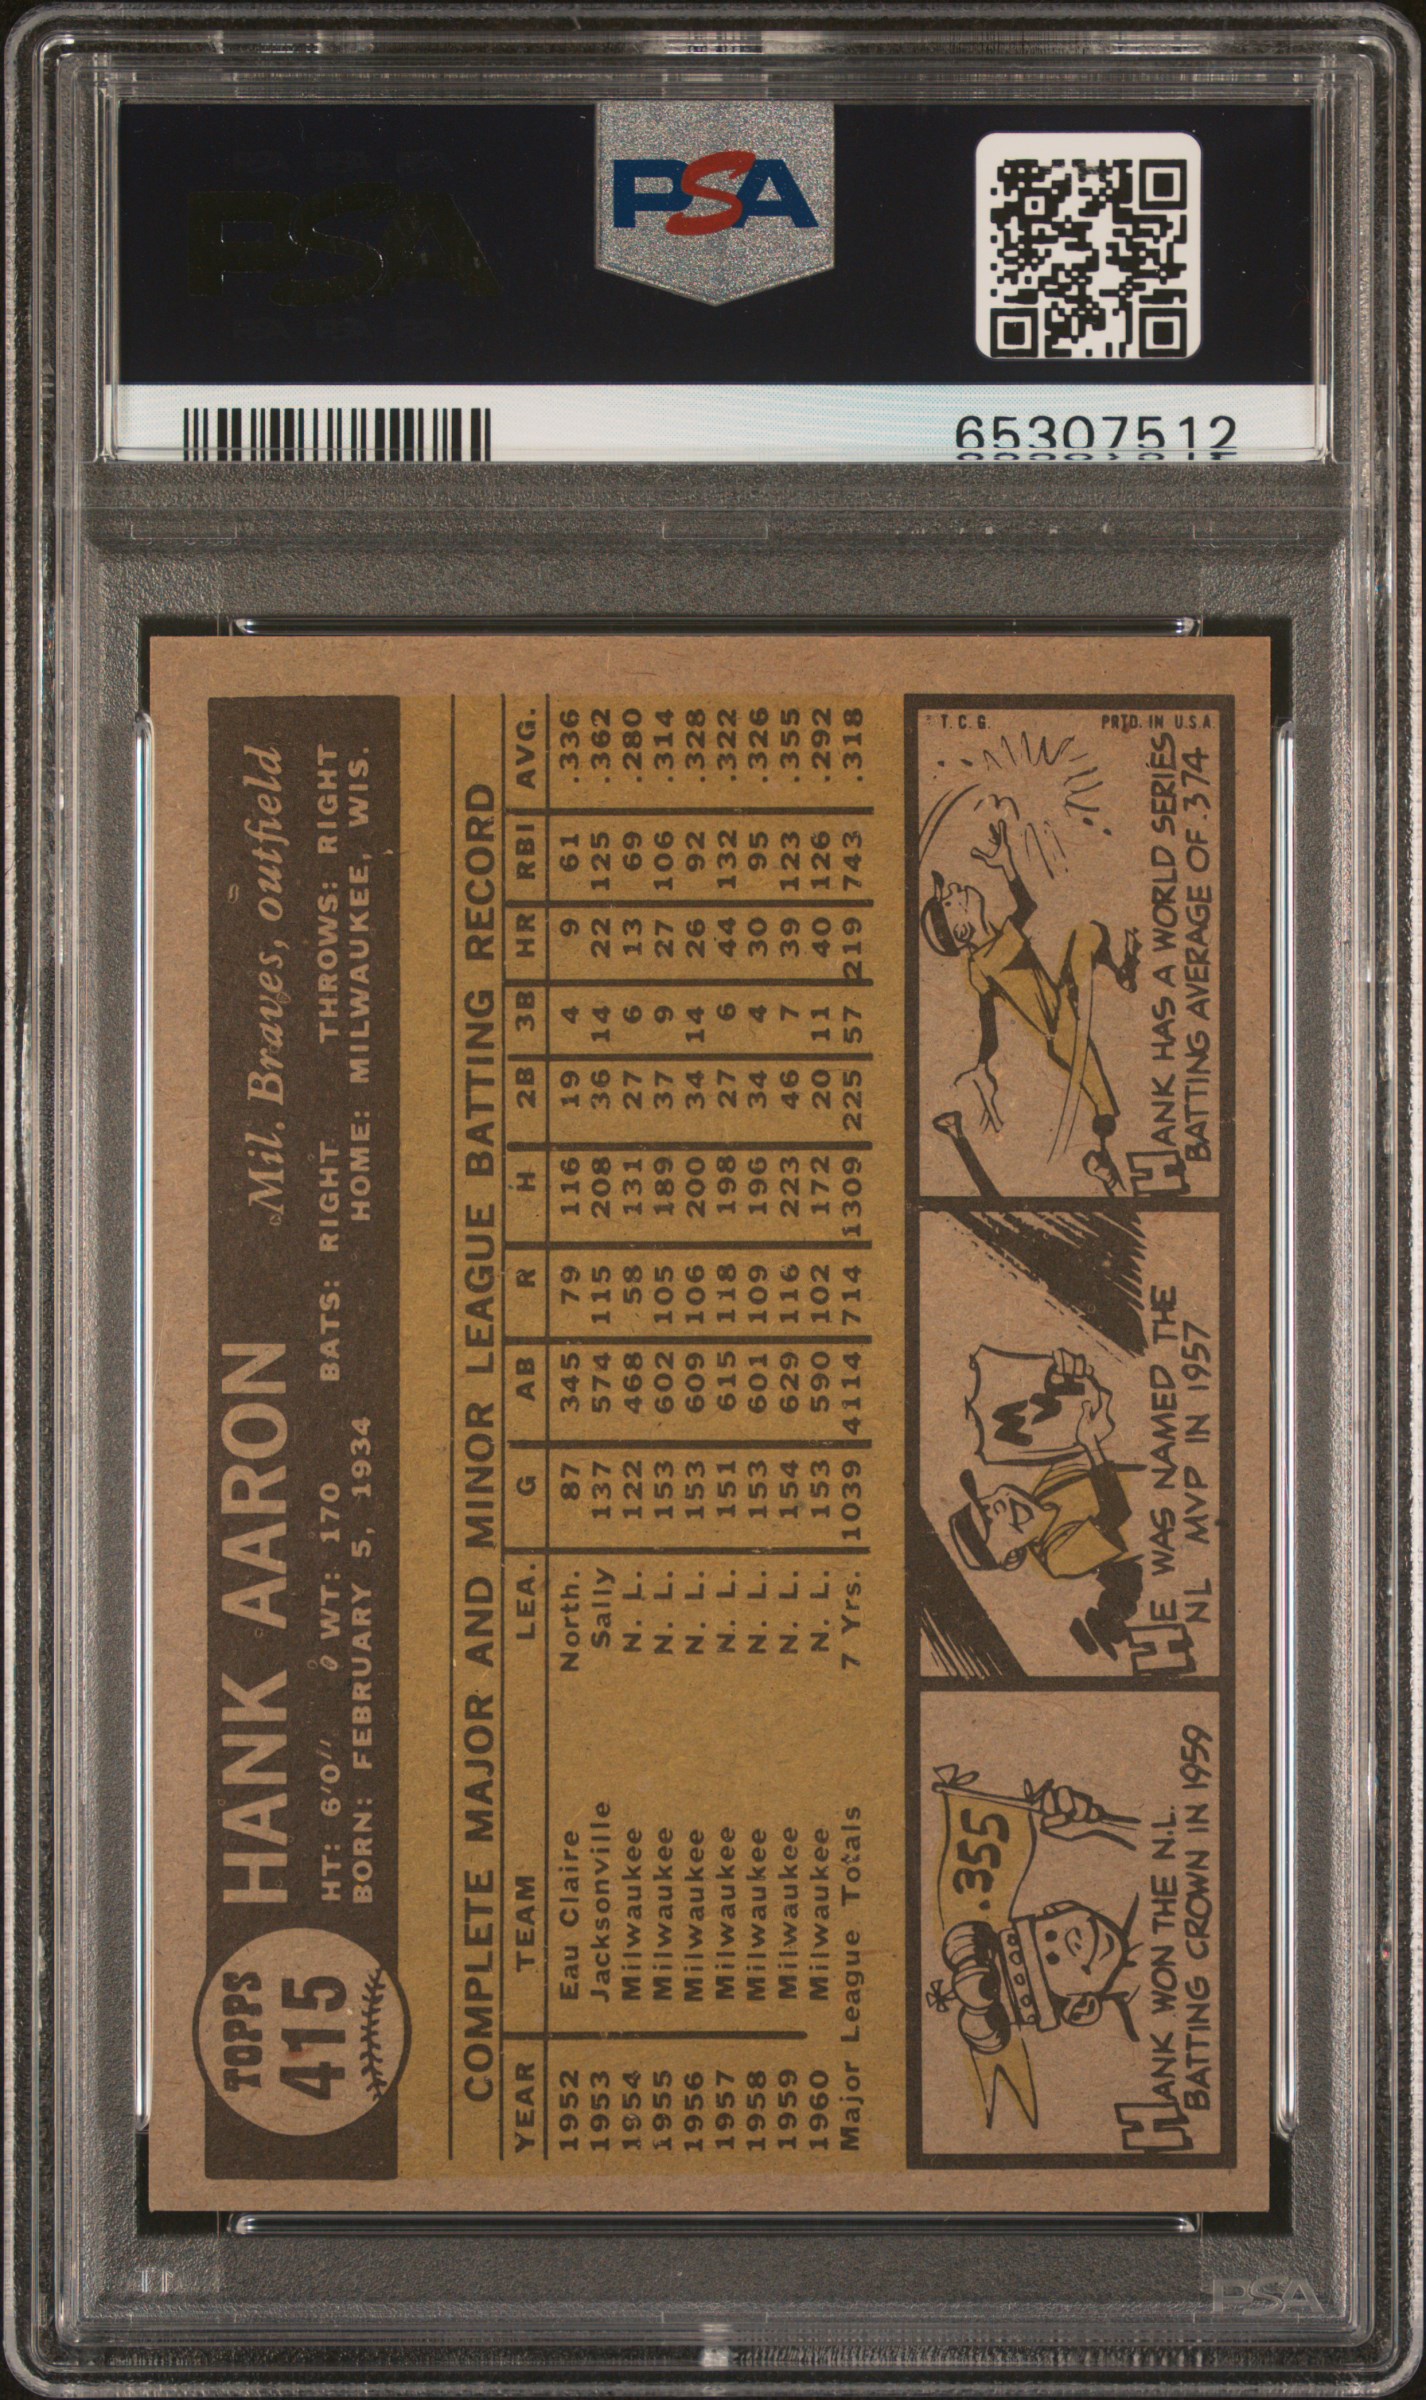 PSA
65307512
TOPPS
415
HANK AARON Mil. Braves, outfield
HT: 6'0" WT: 170 BATS: RIGHT THROWS: RIGHT
BORN: FEBRUARY 5, 1934 HOME: MILWAUKEE, WIS.
COMPLETE MAJOR AND MINOR LEAGUE BATTING RECORD
YEAR TEAM LEA. G AB R H 2B 3B HR RBI AVG.
1952 Eau Claire North. 87 345 79 116 19 4 9 61 .336
1953 Jacksonville Sally 137 574 115 208 36 14 22 125 .362
1954 Milwaukee N. L. 122 468 58 131 27 6 13 69 .280
1955 Milwaukee N. L. 153 602 105 189 37 9 27 106 .314
1956 Milwaukee N. L. 153 609 106 200 34 14 26 92 .328
1957 Milwaukee N. L. 151 615 118 198 27 6 44 132 .322
1958 Milwaukee N. L. 153 601 109 196 34 4 30 95 .326
1959 Milwaukee N. L. 154 629 116 223 46 7 39 123 .355
1960 Milwaukee N. L. 153 590 102 172 20 11 40 126 .292
Major League Totals 7 Yrs. 1039 4114 714 1309 225 57 219 743 .318
.355
HANK WON THE N.L.
BATTING CROWN IN 1959
MVP
HE WAS NAMED THE
NL MVP IN 1957
HANK HAS A WORLD SERIES
BATTING AVERAGE OF .374
T.C.G.
PRTD. IN U.S.A.
PSA
PSA